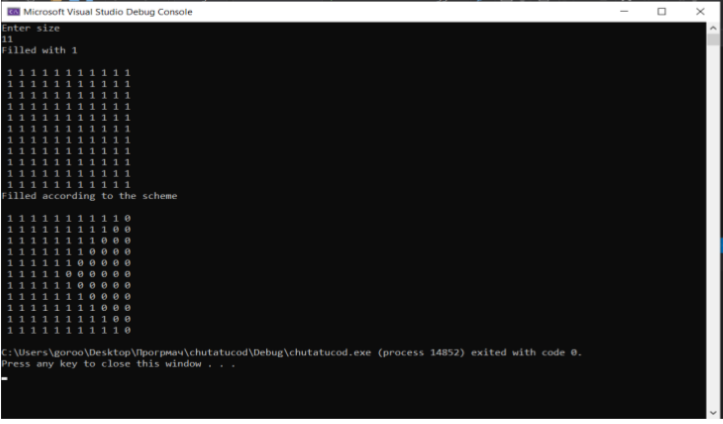 Microsoft Visual Studio Debug Console
Enter size
11
Filled with 1
1 1 1 1 1 1 1 1 1 1 1
1 1 1 1 1 1 1 1 1 1 1
1 1 1 1 1 1 1 1 1 1 1
1 1 1 1 1 1 1 1 1 1 1
1 1 1 1 1 1 1 1 1 1 1
1 1 1 1 1 1 1 1 1 1 1
1 1 1 1 1 1 1 1 1 1 1
1 1 1 1 1 1 1 1 1 1 1
1 1 1 1 1 1 1 1 1 1 1
1 1 1 1 1 1 1 1 1 1 1
1 1 1 1 1 1 1 1 1 1 1
Filled according to the scheme
1 1 1 1 1 1 1 1 1 1 0
1 1 1 1 1 1 1 1 1 0 0
1 1 1 1 1 1 1 1 0 0 0
1 1 1 1 1 1 1 0 0 0 0
1 1 1 1 1 1 0 0 0 0 0
1 1 1 1 1 0 0 0 0 0 0
1 1 1 1 1 1 0 0 0 0 0
1 1 1 1 1 1 1 0 0 0 0
1 1 1 1 1 1 1 1 0 0 0
1 1 1 1 1 1 1 1 1 0 0
1 1 1 1 1 1 1 1 1 1 0
C:\Users\goroo\Desktop\Прогрмач\chutatucod\Debug\chutatucod.exe (process 14852) exited with code 0.
Press any key to close this window . . .